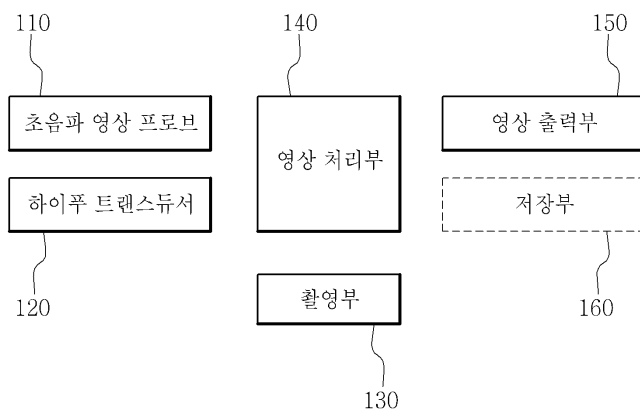 110
140
150
초음파 영상 프로브
영상 처리부
영상 출력부
하이푸 트랜스듀서
저장부
120
촬영부
160
130